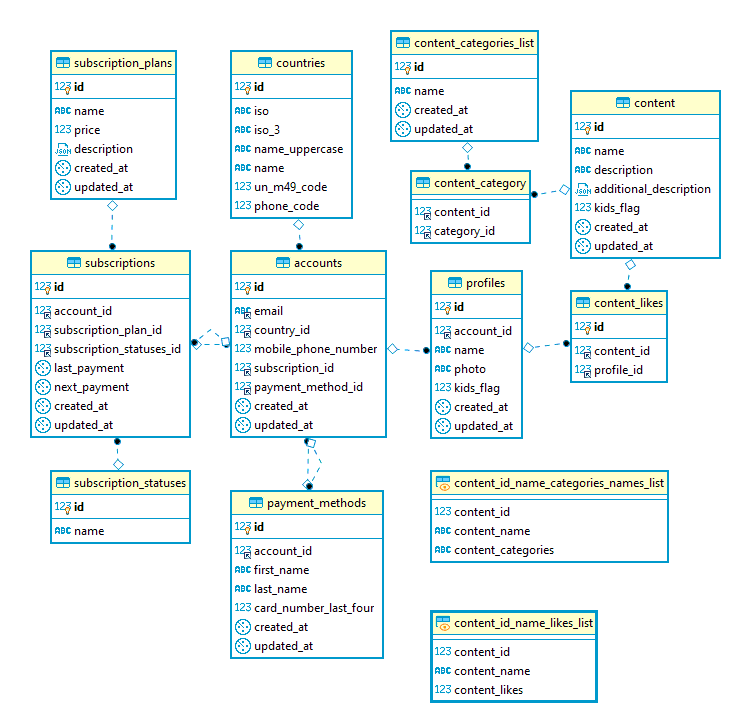 subscription_plans
123 id
ABC name
123 price
JSON description
created_at
updated_at
countries
123 id
ABC iso
ABC iso_3
ABC name_uppercase
ABC name
123 un_m49_code
123 phone_code
content_categories_list
123 id
ABC name
created_at
updated_at
content
123 id
ABC name
ABC description
JSON additional_description
123 kids_flag
created_at
updated_at
content_category
123 content_id
123 category_id
subscriptions
123 id
123 account_id
123 subscription_plan_id
123 subscription_statuses_id
last_payment
next_payment
created_at
updated_at
accounts
123 id
ABC email
123 country_id
123 mobile_phone_number
123 subscription_id
123 payment_method_id
created_at
updated_at
profiles
123 id
123 account_id
ABC name
ABC photo
123 kids_flag
created_at
updated_at
content_likes
123 id
123 content_id
123 profile_id
subscription_statuses
123 id
ABC name
payment_methods
123 id
123 account_id
ABC first_name
ABC last_name
123 card_number_last_four
created_at
updated_at
content_id_name_categories_names_list
123 content_id
ABC content_name
ABC content_categories
content_id_name_likes_list
123 content_id
ABC content_name
123 content_likes